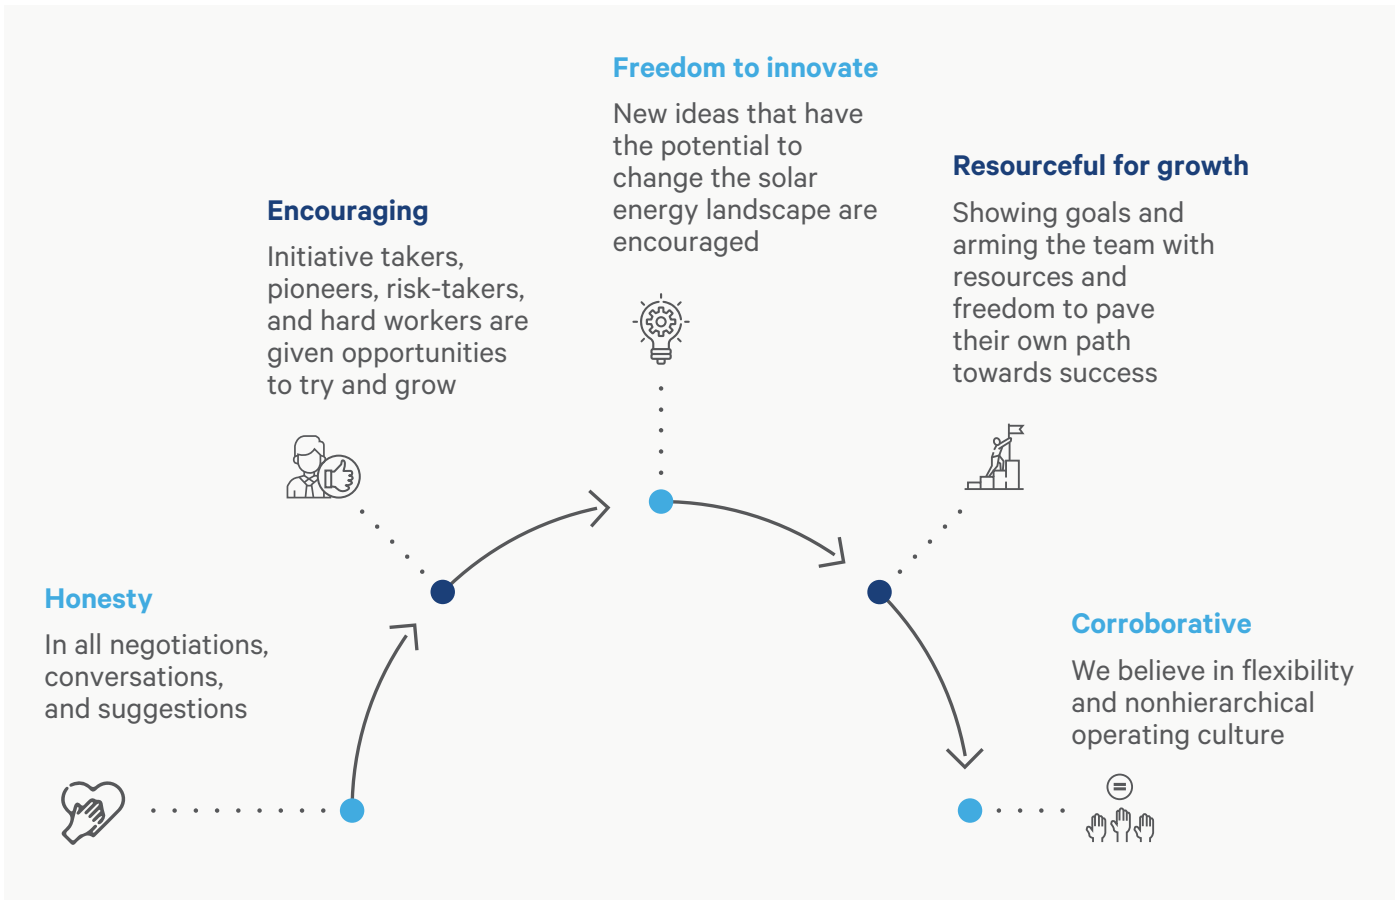 Honesty
In all negotiations,
conversations,
and suggestions
Encouraging
Initiative takers,
pioneers, risk-takers,
and hard workers are
given opportunities
to try and grow
Freedom to innovate
New ideas that have
the potential to
change the solar
energy landscape are
encouraged
Resourceful for growth
Showing goals and
arming the team with
resources and
freedom to pave
their own path
towards success
Corroborative
We believe in flexibility
and nonhierarchical
operating culture